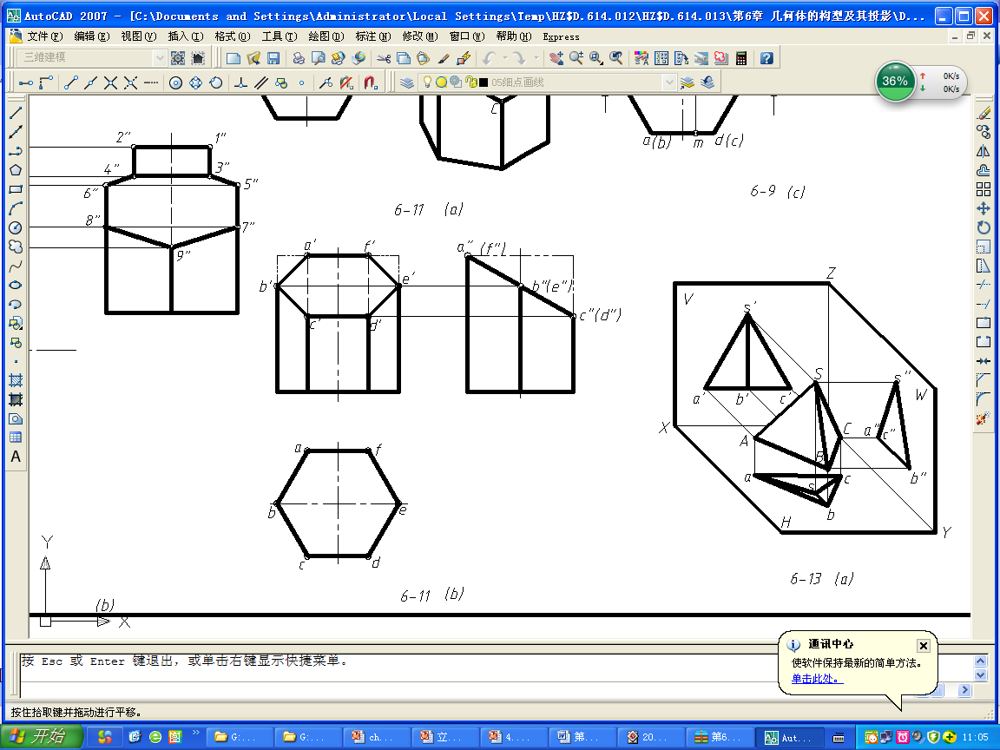 AutoCAD 2007 - [C:\Documents and Settings\Administrator\Local Settings\Temp\HZ$D.614.012\HZ$D.614.013\第6章 几何体的构型及其投影\D...
文件(F) 编辑(E) 视图(V) 插入(I) 格式(O) 工具(T) 绘图(D) 标注(N) 修改(M) 窗口(W) 帮助(H) Express
三维建模
05细点画线
36% 0K/s
0K/s
C
a(b) m d(c)
2" 1"
4" 3"
6" 5"
8" 7"
9"
6-11 (a)
6-9 (c)
a' f'
b' e'
c' d'
a" (f")
b"(e")
c"(d")
a f
b e
c d
6-11 (b)
Z
V
s'
a' b' c'
S s"
W
X
A C a" c"
B b"
a s c
b
H Y
6-13 (a)
Y
X
(b)
A
通讯中心
使软件保持最新的简单方法。
单击此处。
按 Esc 或 Enter 键退出，或单击右键显示快捷菜单。
按住拾取键并拖动进行平移。
开始 G:... G:... ch... 立... 4.... 第... 20... 第6... Aut... 11:05